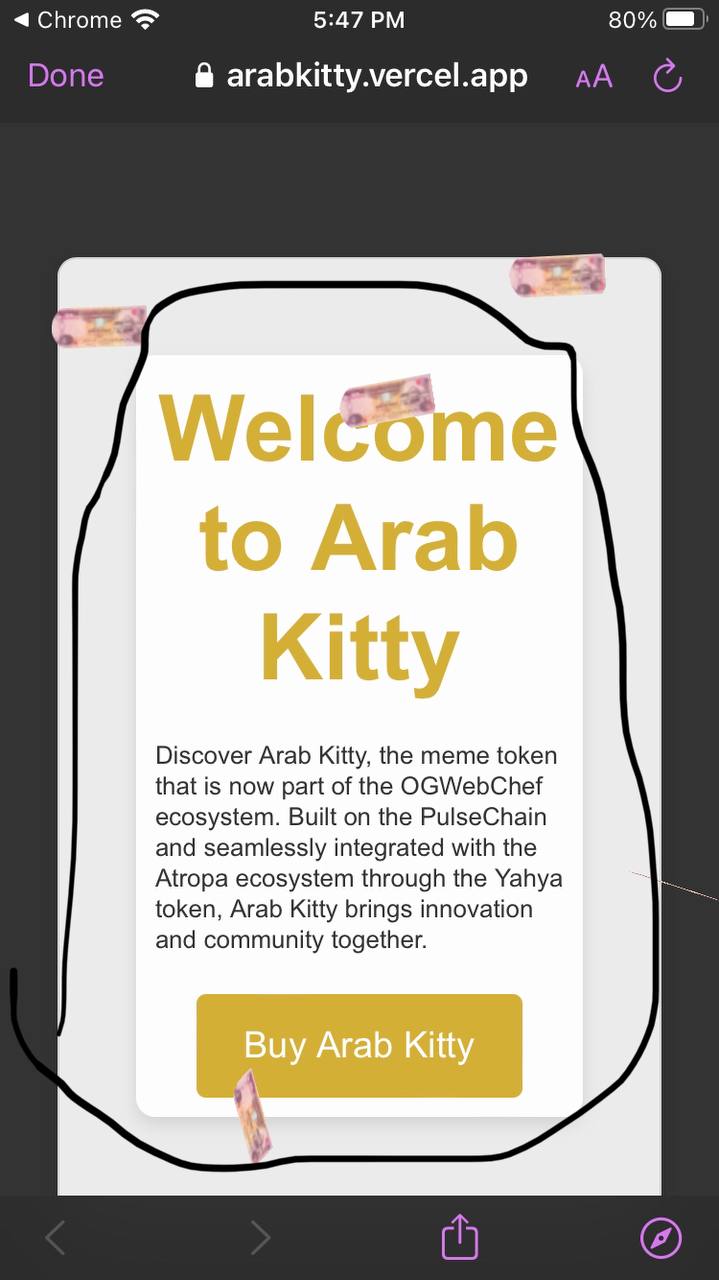 Chrome 5:47 PM 80%
Done arabkitty.vercel.app AA
Welcome
to Arab
Kitty
Discover Arab Kitty, the meme token
that is now part of the OGWebChef
ecosystem. Built on the PulseChain
and seamlessly integrated with the
Atropa ecosystem through the Yahya
token, Arab Kitty brings innovation
and community together.
Buy Arab Kitty